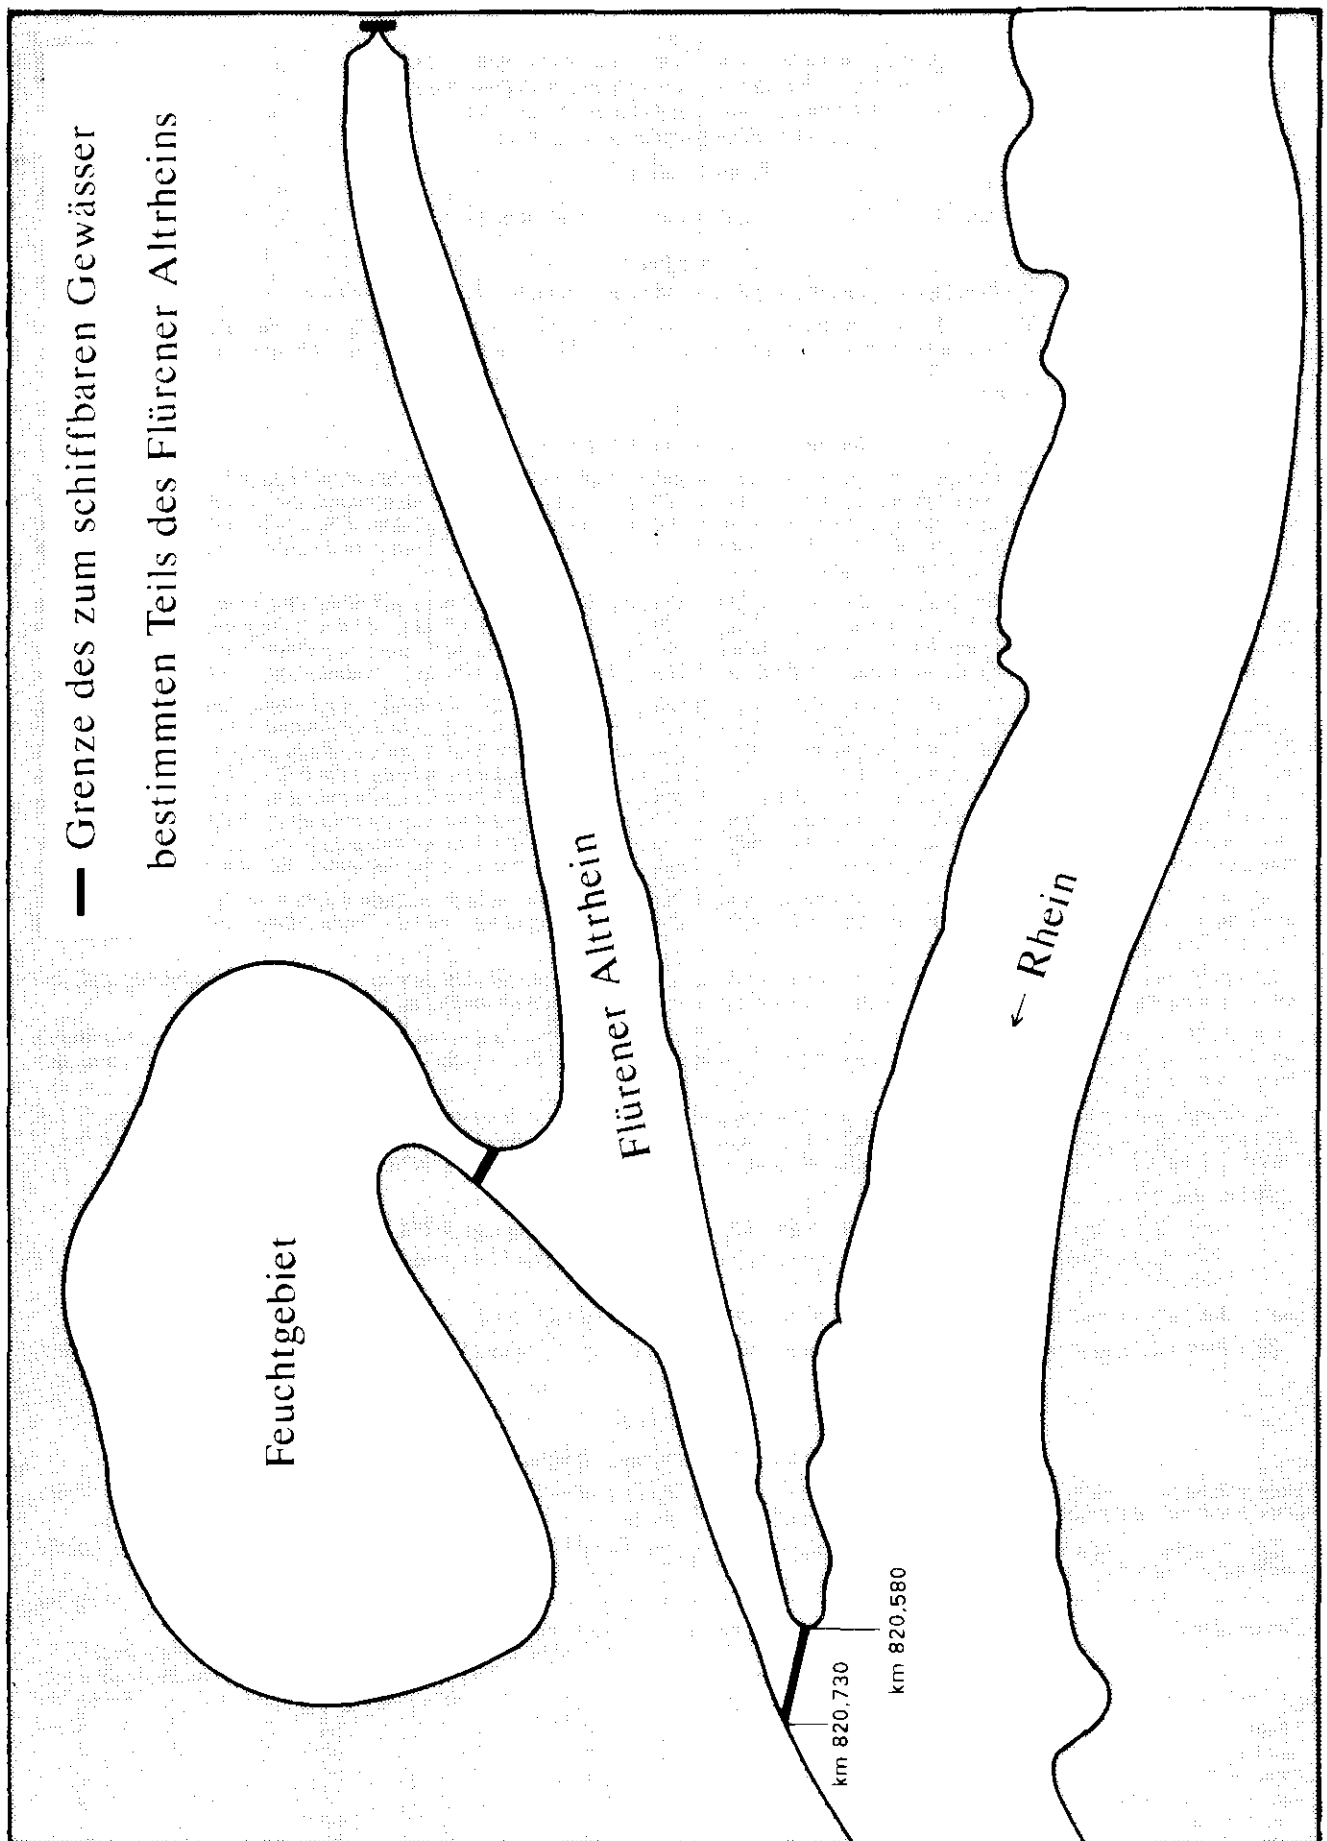 Grenze des zum schiffbaren Gewässer
bestimmten Teils des Flürener Altrheins
Feuchtgebiet
Flürener Altrhein
← Rhein
km 820,730
km 820,580